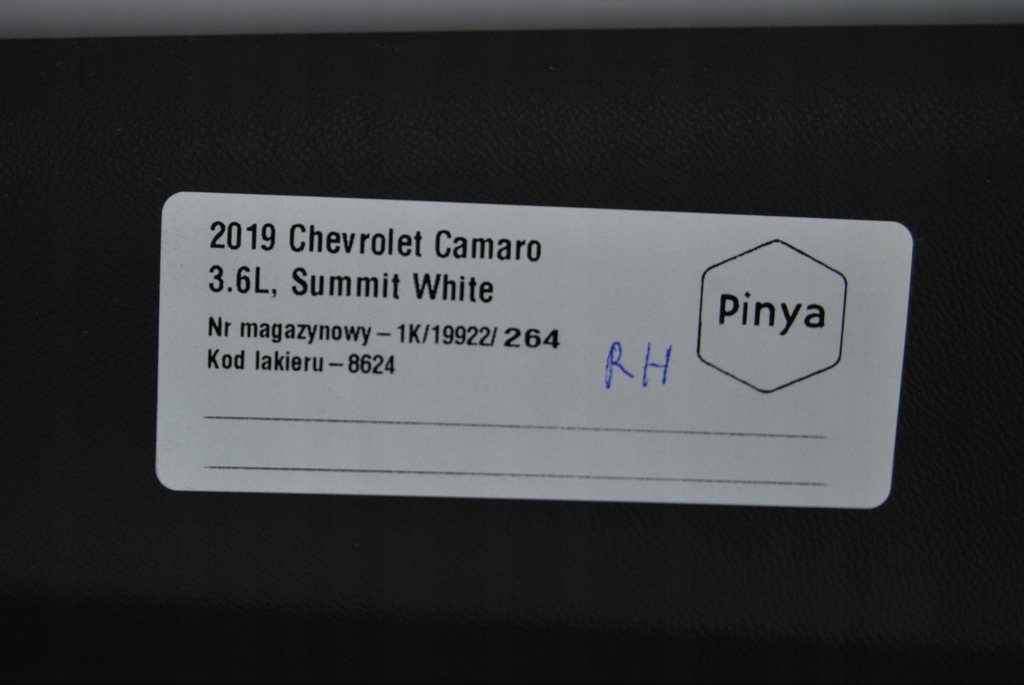 2019 Chevrolet Camaro
3.6L, Summit White
Nr magazynowy – 1K/19922/ 264
Kod lakieru – 8624
RH
Pinya